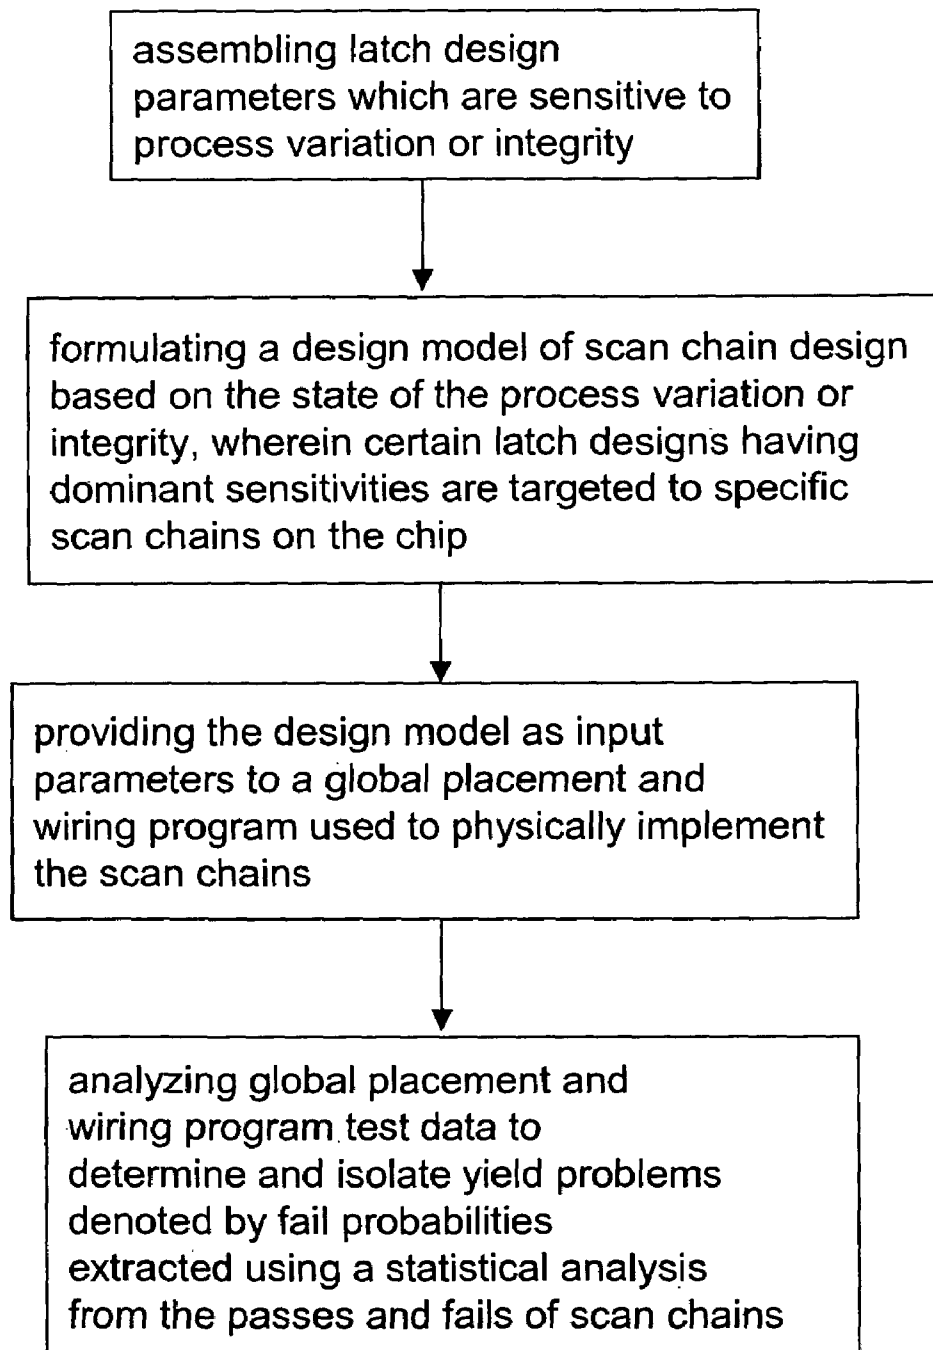 assembling latch design
parameters which are sensitive to
process variation or integrity
formulating a design model of scan chain design
based on the state of the process variation or
integrity, wherein certain latch designs having
dominant sensitivities are targeted to specific
scan chains on the chip
providing the design model as input
parameters to a global placement and
wiring program used to physically implement
the scan chains
analyzing global placement and
wiring program test data to
determine and isolate yield problems
denoted by fail probabilities
extracted using a statistical analysis
from the passes and fails of scan chains